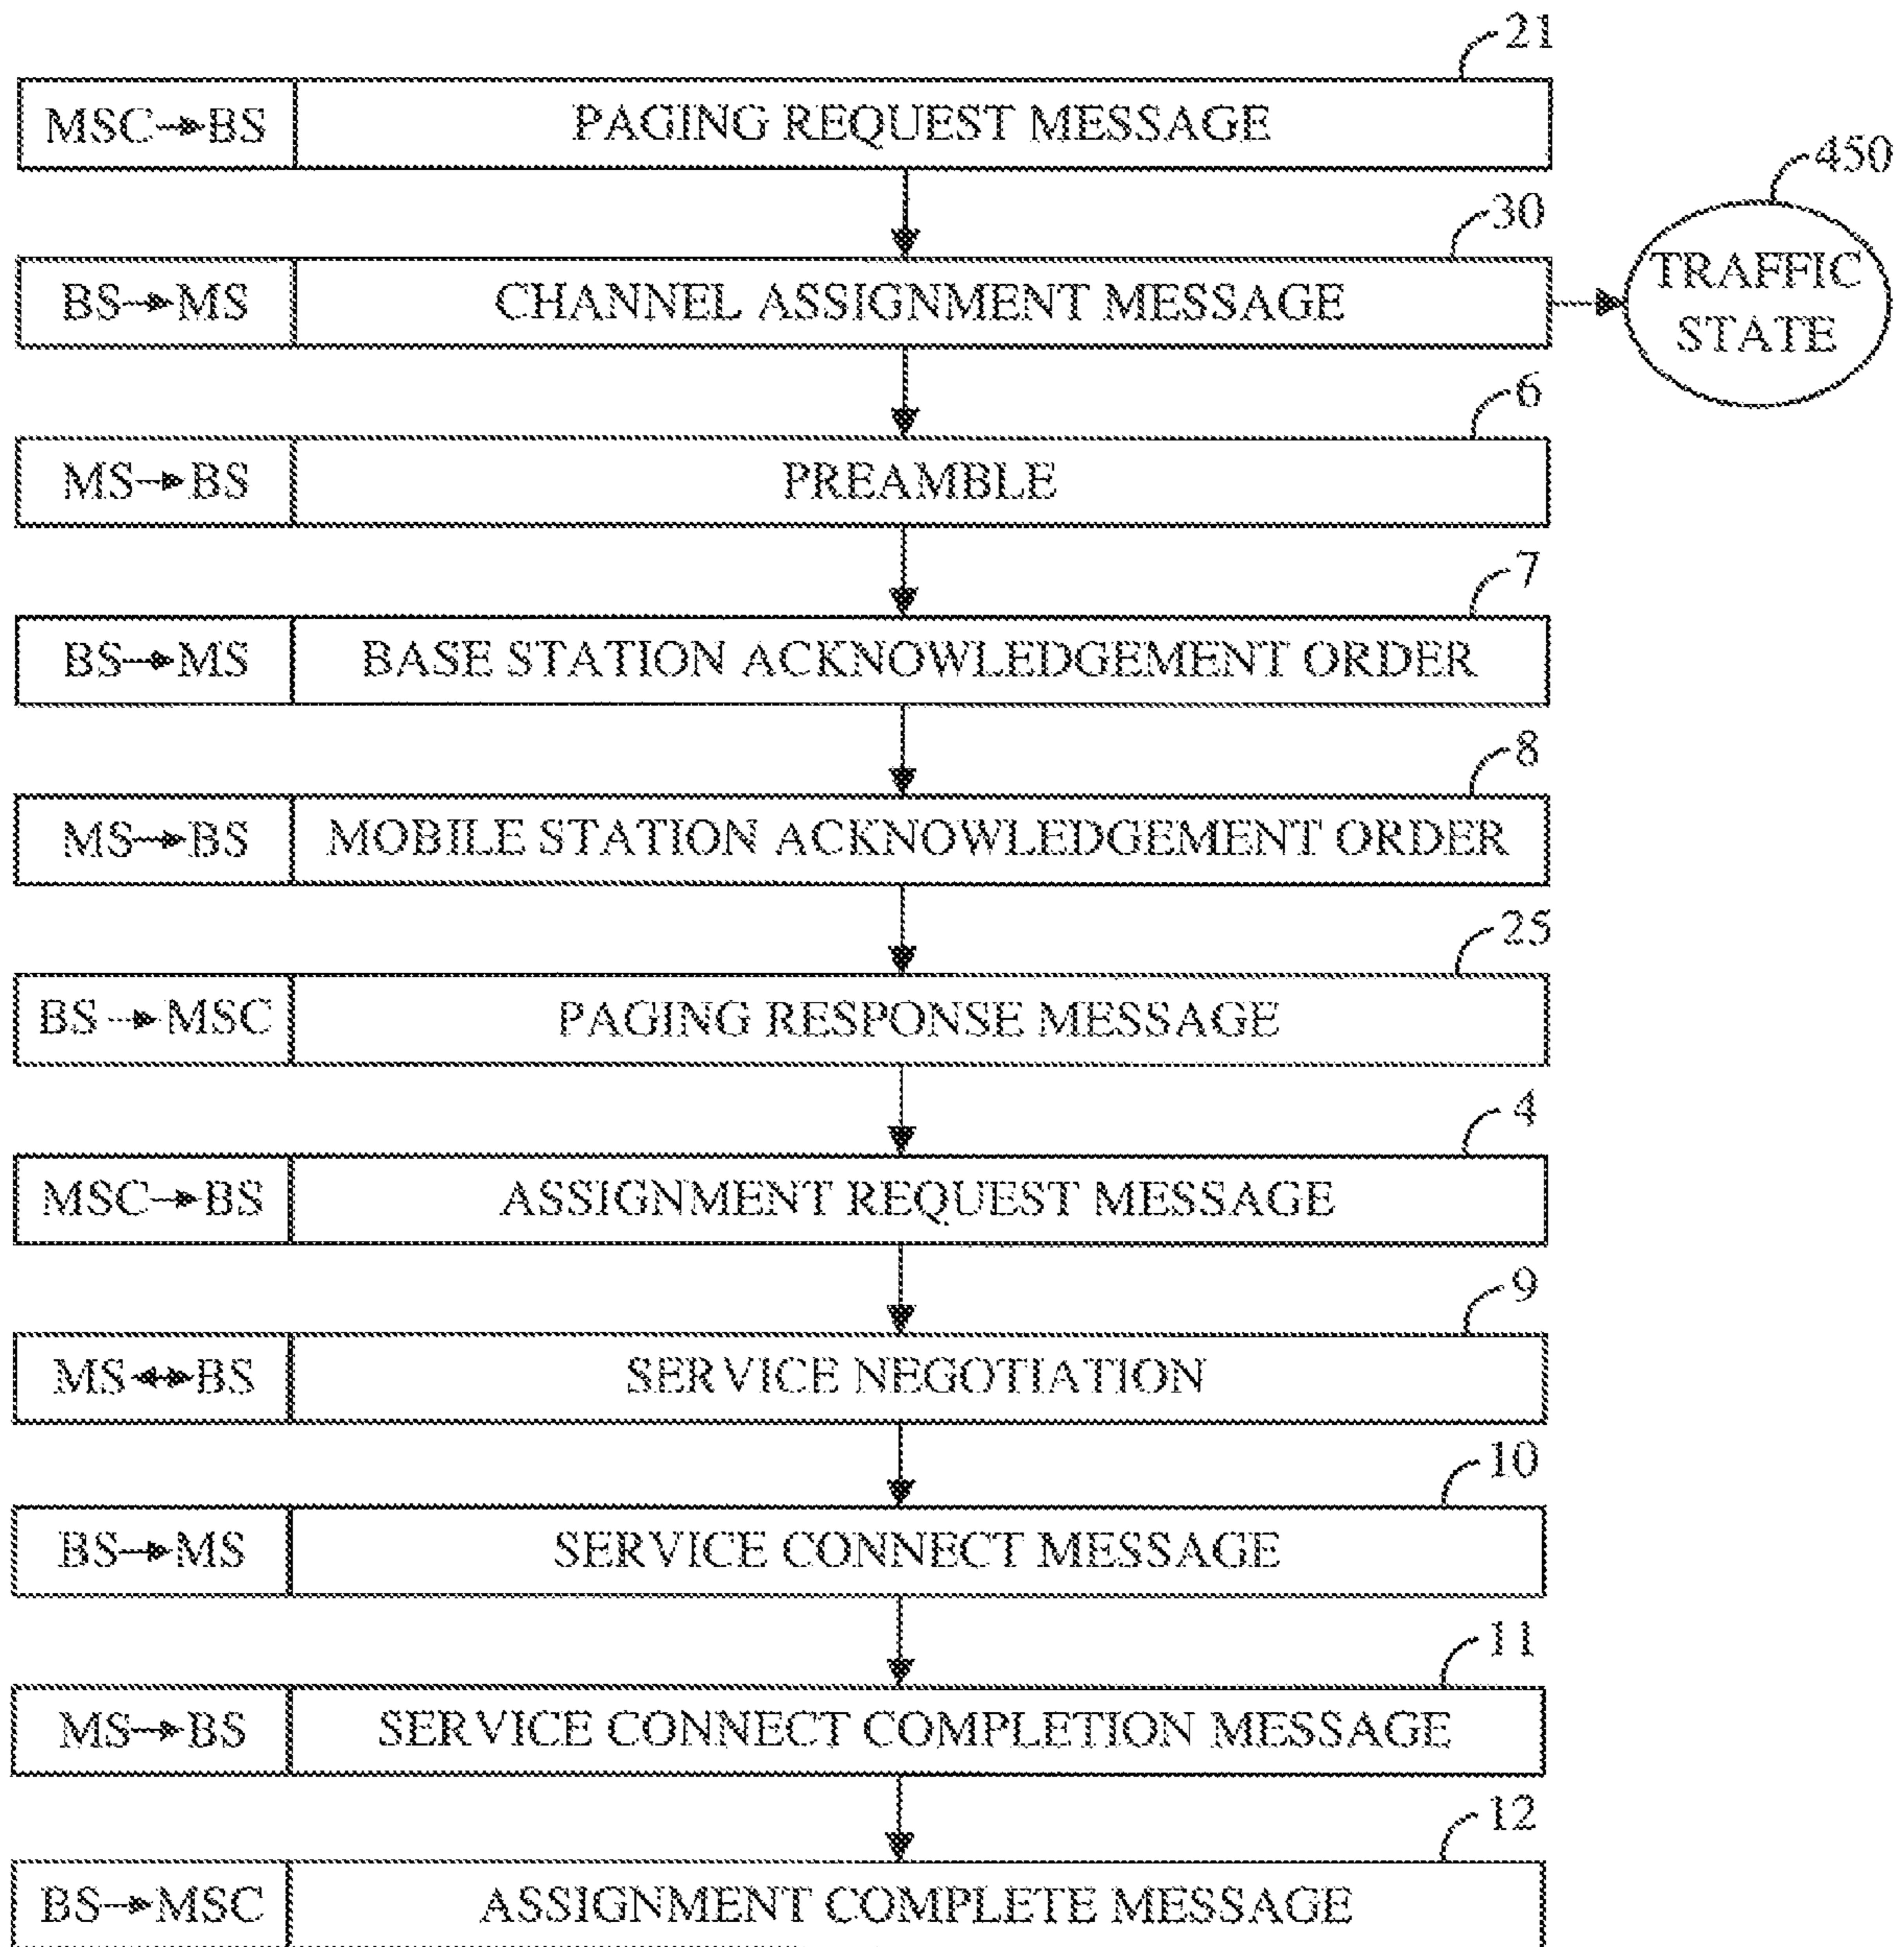 21
MSC→BS PAGING REQUEST MESSAGE
450
30
BS→MS CHANNEL ASSIGNMENT MESSAGE
TRAFFIC
STATE
6
MS→BS PREAMBLE
7
BS→MS BASE STATION ACKNOWLEDGEMENT ORDER
8
MS→BS MOBILE STATION ACKNOWLEDGEMENT ORDER
25
BS→MSC PAGING RESPONSE MESSAGE
4
MSC→BS ASSIGNMENT REQUEST MESSAGE
9
MS↔BS SERVICE NEGOTIATION
10
BS→MS SERVICE CONNECT MESSAGE
11
MS→BS SERVICE CONNECT COMPLETION MESSAGE
12
BS→MSC ASSIGNMENT COMPLETE MESSAGE